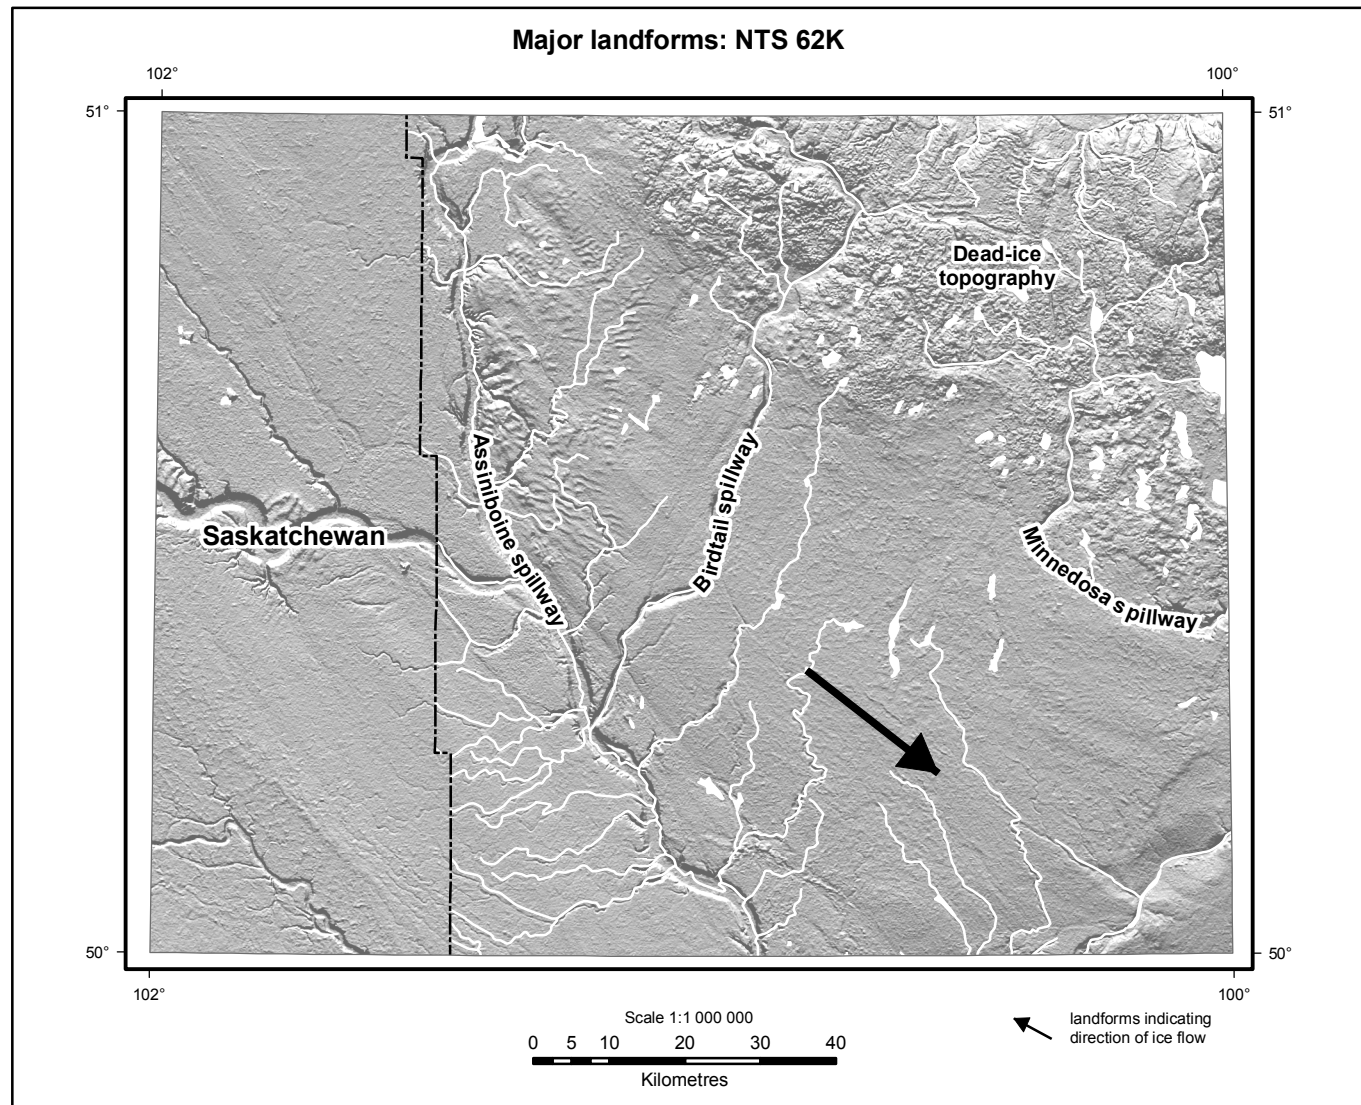 Major landforms: NTS 62K
102°
100°
51°
51°
Dead-ice
topography
Assiniboine spillway
Birdtail spillway
Saskatchewan
Minnedosa spillway
50°
50°
102°
100°
Scale 1:1 000 000
0 5 10 20 30 40
Kilometres
landforms indicating
direction of ice flow